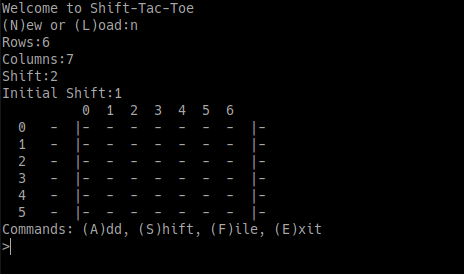 Welcome to Shift-Tac-Toe
(N)ew or (L)oad:n
Rows:6
Columns:7
Shift:2
Initial Shift:1
          0  1  2  3  4  5  6
  0   -  |-  -  -  -  -  -  -  |-
  1   -  |-  -  -  -  -  -  -  |-
  2   -  |-  -  -  -  -  -  -  |-
  3   -  |-  -  -  -  -  -  -  |-
  4   -  |-  -  -  -  -  -  -  |-
  5   -  |-  -  -  -  -  -  -  |-
Commands: (A)dd, (S)hift, (F)ile, (E)xit
>